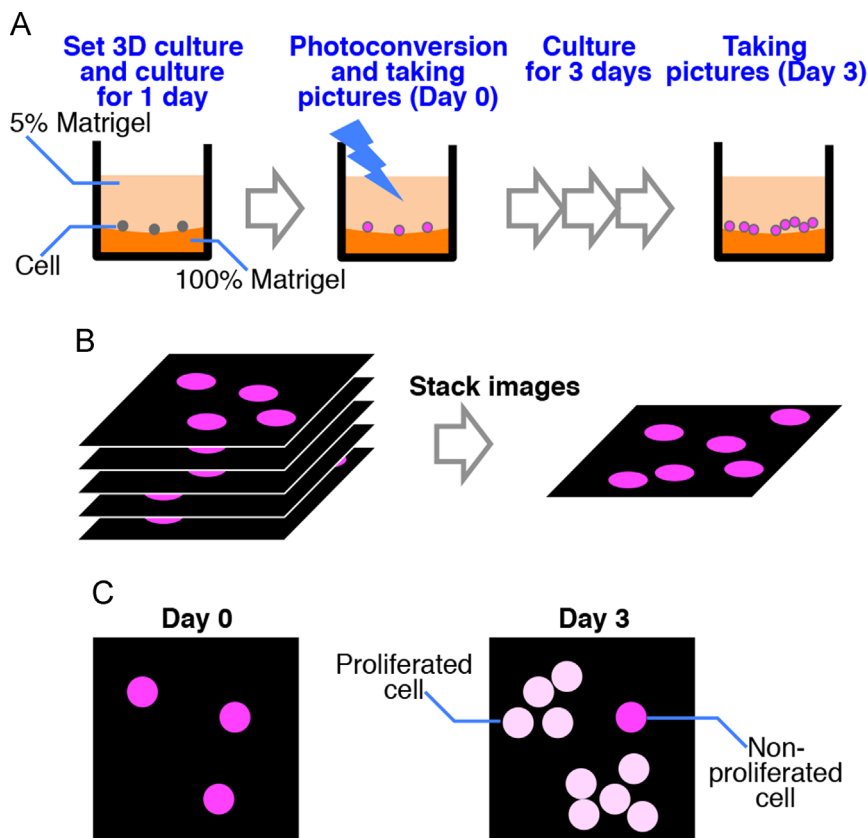 A
Set 3D culture
and culture
for 1 day
Photoconversion
and taking
pictures (Day 0)
Culture
for 3 days
Taking
pictures (Day 3)
5% Matrigel
Cell
100% Matrigel
B
Stack images
C
Day 0
Day 3
Proliferated
cell
Non-
proliferated
cell